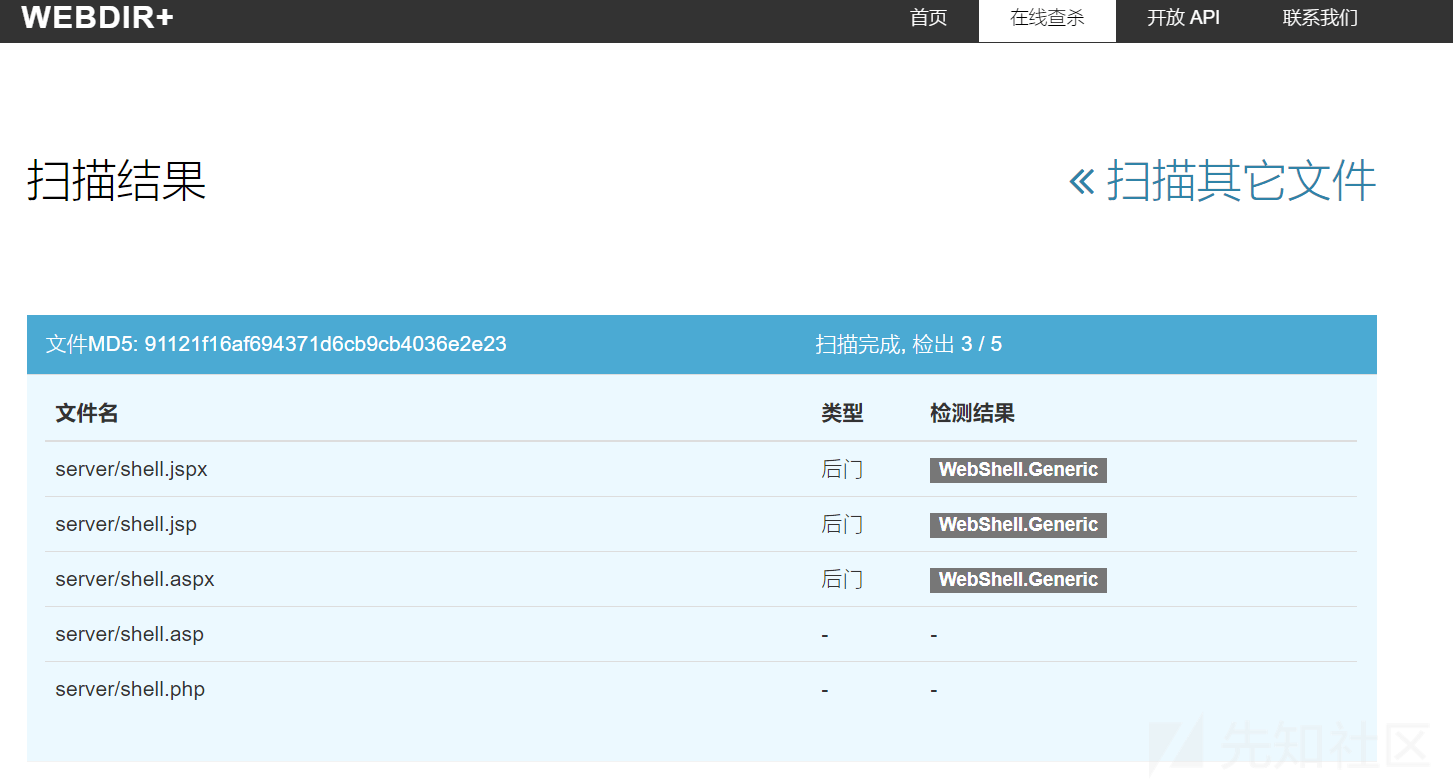 WEBDIR+ 首页 在线查杀 开放 API 联系我们
扫描结果 « 扫描其它文件
文件MD5: 91121f16af694371d6cb9cb4036e2e23 扫描完成, 检出 3 / 5
文件名 类型 检测结果
server/shell.jspx 后门 WebShell.Generic
server/shell.jsp 后门 WebShell.Generic
server/shell.aspx 后门 WebShell.Generic
server/shell.asp - -
server/shell.php - -
先知社区